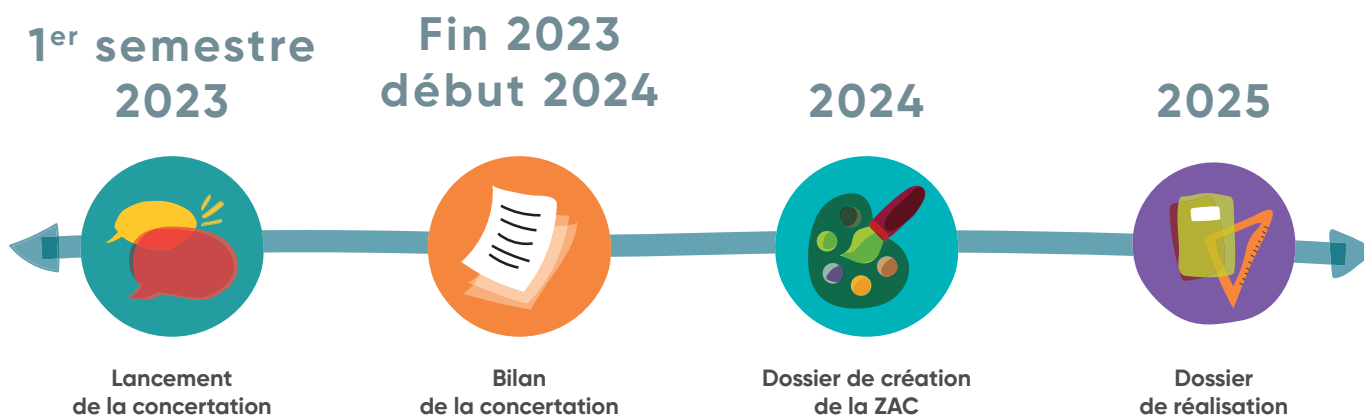 1er semestre
2023
Lancement
de la concertation
Fin 2023
début 2024
Bilan
de la concertation
2024
Dossier de création
de la ZAC
2025
Dossier
de réalisation